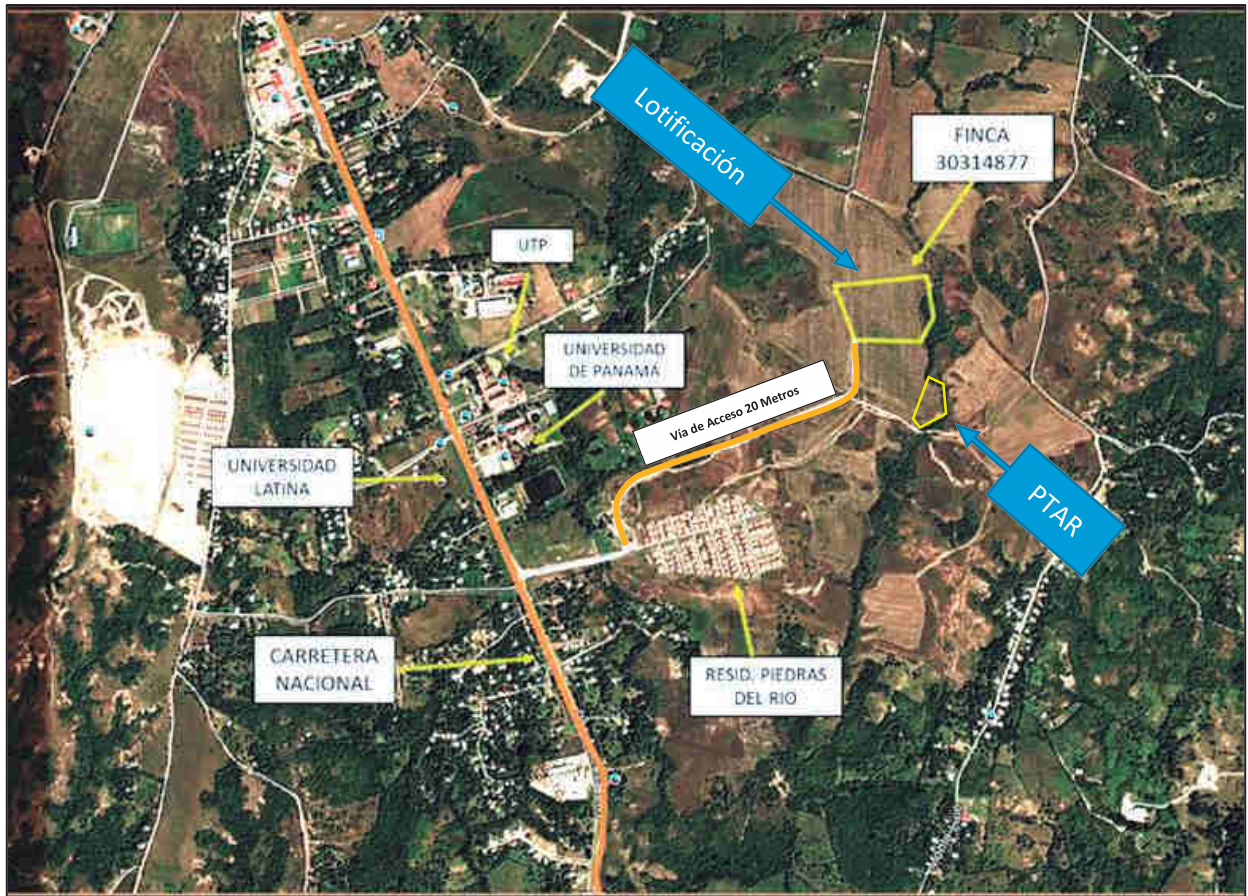 Lotificación
FINCA
30314877
UTP
UNIVERSIDAD
DE PANAMÁ
Vía de Acceso 20 Metros
UNIVERSIDAD
LATINA
PTAR
CARRETERA
NACIONAL
RESID. PIEDRAS
DEL RIO